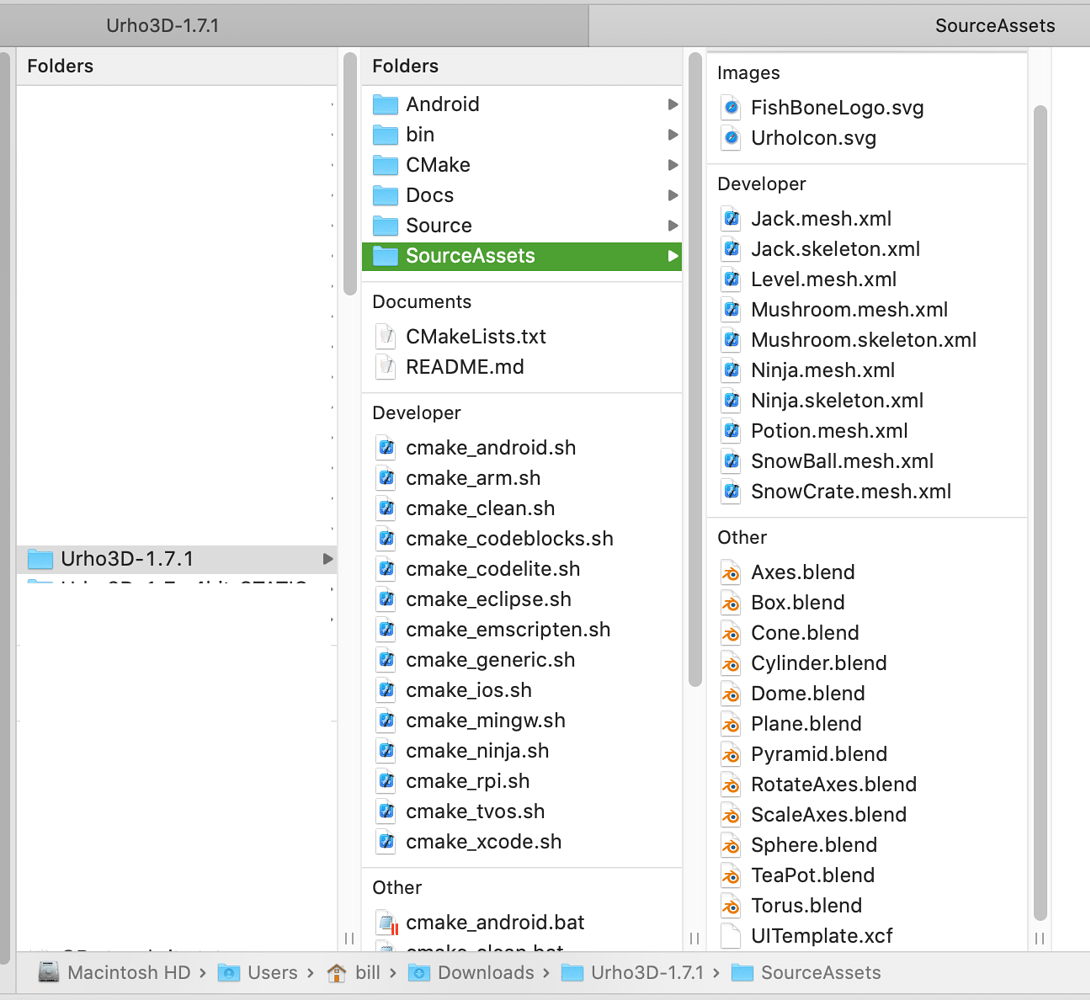 Urho3D-1.7.1
SourceAssets
Folders
Urho3D-1.7.1
Folders
Android
bin
CMake
Docs
Source
SourceAssets
Documents
CMakeLists.txt
README.md
Developer
cmake_android.sh
cmake_arm.sh
cmake_clean.sh
cmake_codeblocks.sh
cmake_codelite.sh
cmake_eclipse.sh
cmake_emscripten.sh
cmake_generic.sh
cmake_ios.sh
cmake_mingw.sh
cmake_ninja.sh
cmake_rpi.sh
cmake_tvos.sh
cmake_xcode.sh
Other
cmake_android.bat
cmake_clean.bat
Images
FishBoneLogo.svg
UrhoIcon.svg
Developer
Jack.mesh.xml
Jack.skeleton.xml
Level.mesh.xml
Mushroom.mesh.xml
Mushroom.skeleton.xml
Ninja.mesh.xml
Ninja.skeleton.xml
Potion.mesh.xml
SnowBall.mesh.xml
SnowCrate.mesh.xml
Other
Axes.blend
Box.blend
Cone.blend
Cylinder.blend
Dome.blend
Plane.blend
Pyramid.blend
RotateAxes.blend
ScaleAxes.blend
Sphere.blend
TeaPot.blend
Torus.blend
UITemplate.xcf
Macintosh HD › Users › bill › Downloads › Urho3D-1.7.1 › SourceAssets